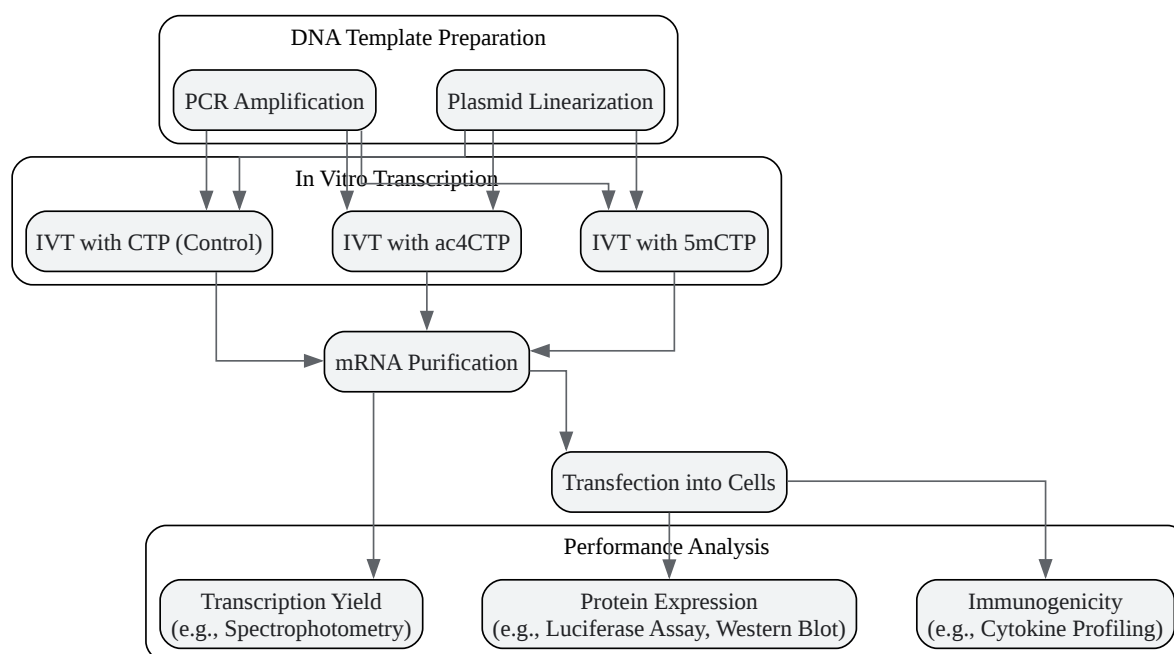 DNA Template Preparation
PCR Amplification
Plasmid Linearization
In Vitro Transcription
IVT with CTP (Control)
IVT with ac4CTP
IVT with 5mCTP
mRNA Purification
Transfection into Cells
Performance Analysis
Transcription Yield
(e.g., Spectrophotometry)
Protein Expression
(e.g., Luciferase Assay, Western Blot)
Immunogenicity
(e.g., Cytokine Profiling)